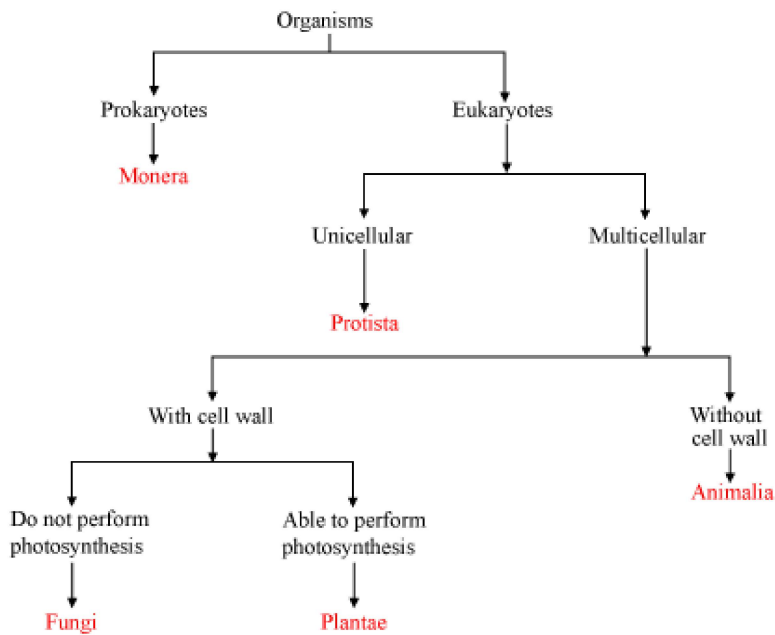 Organisms
Prokaryotes
Eukaryotes
Monera
Unicellular
Multicellular
Protista
With cell wall
Without
cell wall
Animalia
Do not perform
photosynthesis
Able to perform
photosynthesis
Fungi
Plantae